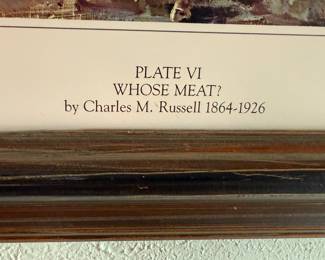 PLATE VI
WHOSE MEAT?
by Charles M. Russell 1864-1926